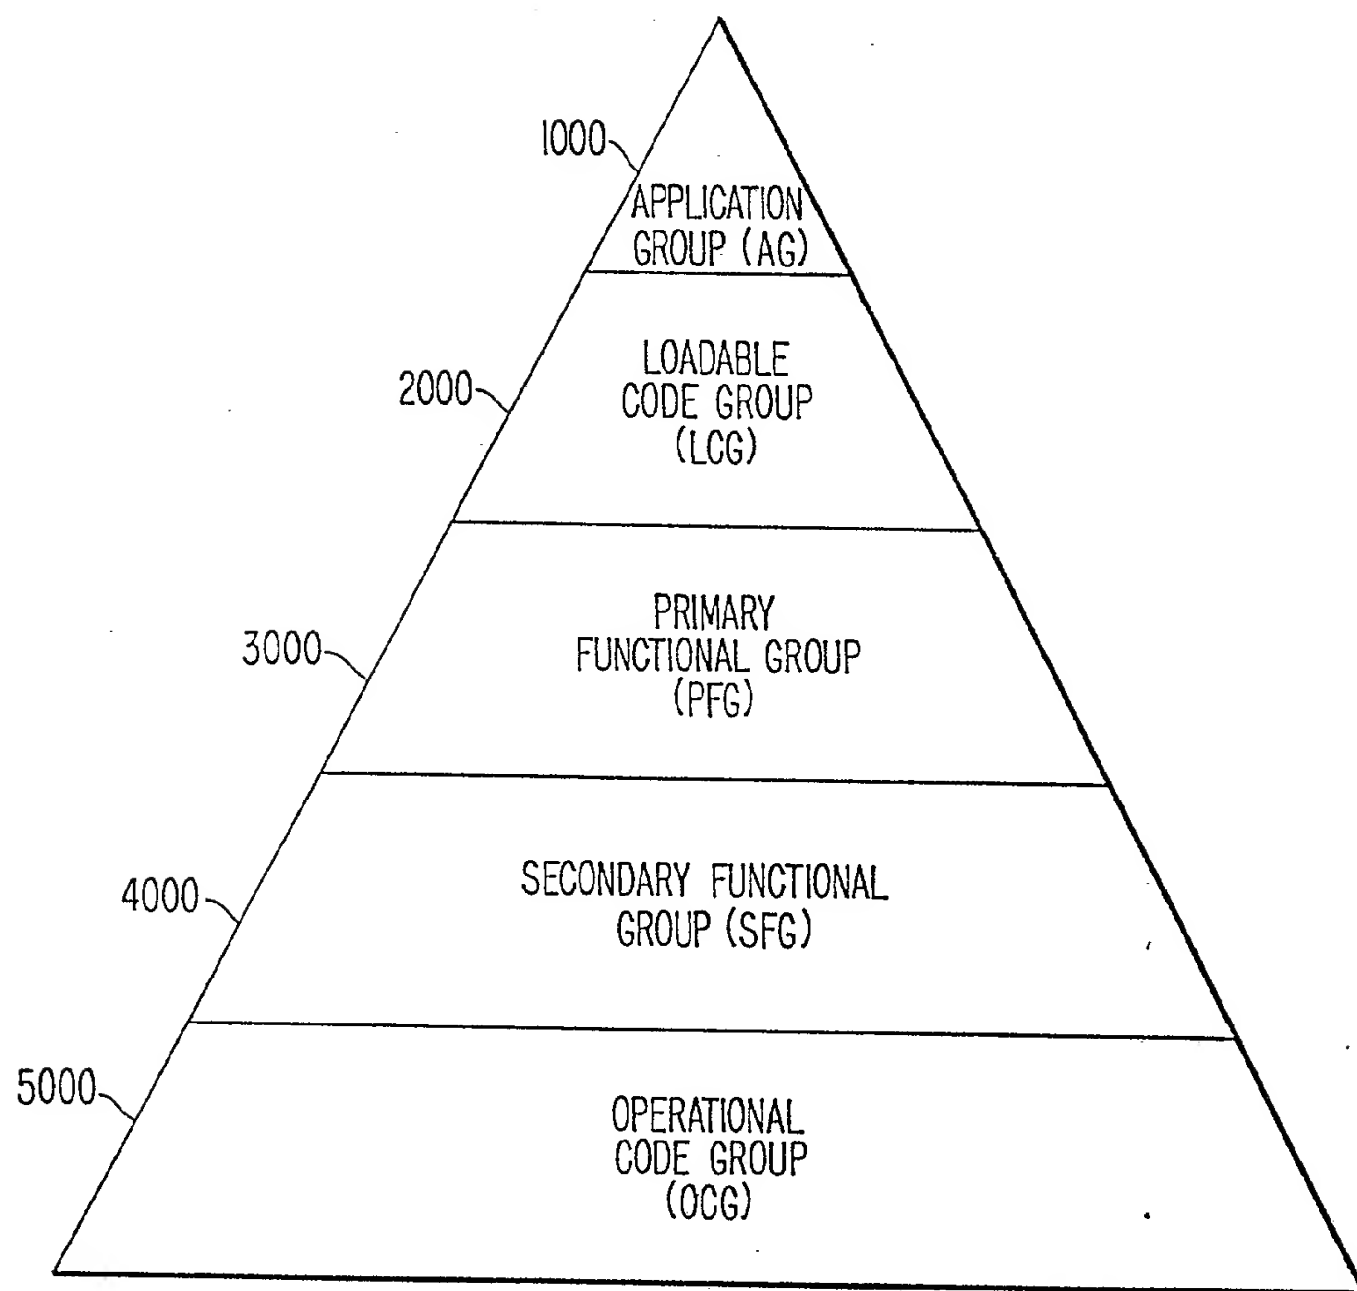 1000
APPLICATION
GROUP (AG)
2000
LOADABLE
CODE GROUP
(LCG)
3000
PRIMARY
FUNCTIONAL GROUP
(PFG)
4000
SECONDARY FUNCTIONAL
GROUP (SFG)
5000
OPERATIONAL
CODE GROUP
(OCG)